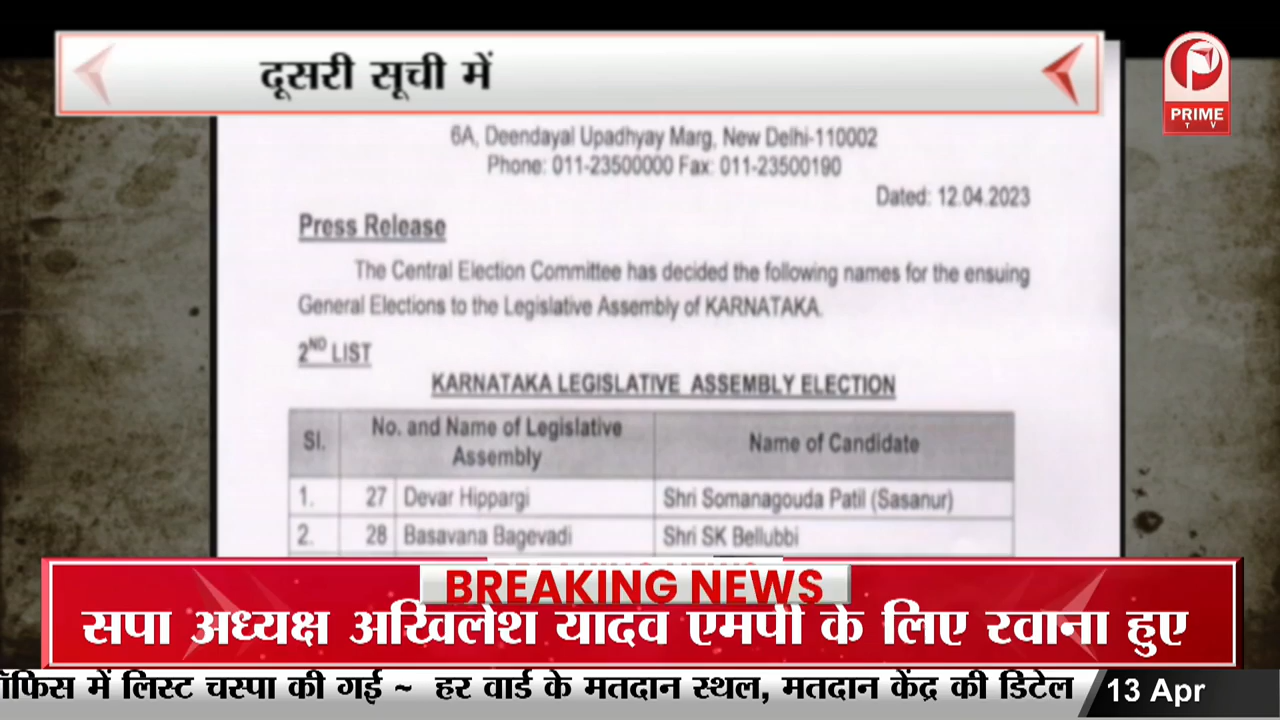 दूसरी सूची में
PRIME
TV
6A, Deendayal Upadhyay Marg, New Delhi-110002
Phone: 011-23500000 Fax: 011-23500190
Dated: 12.04.2023
Press Release
The Central Election Committee has decided the following names for the ensuing
General Elections to the Legislative Assembly of KARNATAKA.
2ND LIST
KARNATAKA LEGISLATIVE ASSEMBLY ELECTION
Sl. No. and Name of Legislative Assembly Name of Candidate
1. 27 Devar Hippargi Shri Somanagouda Patil (Sasanur)
2. 28 Basavana Bagevadi Shri SK Bellubbi
BREAKING NEWS
सपा अध्यक्ष अखिलेश यादव एमपी के लिए रवाना हुए
में लिस्ट चस्पा की गई ~ हर वार्ड के मतदान स्थल, मतदान केंद्र की डिटेल
13 Apr